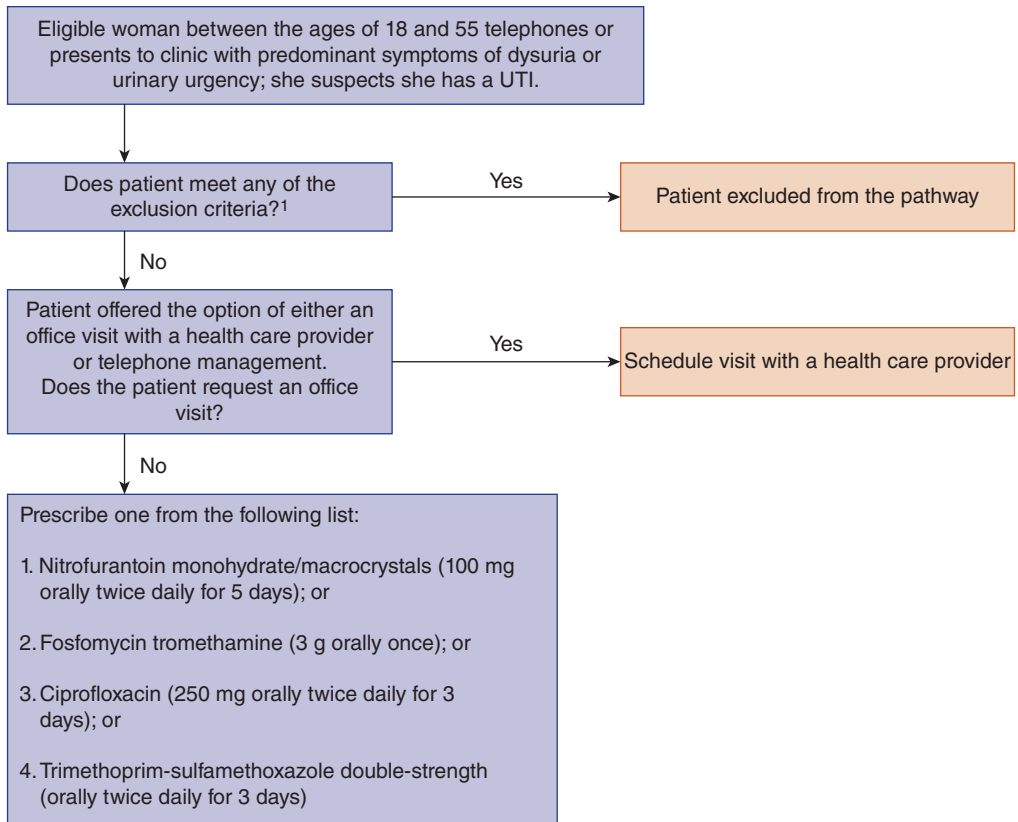 Eligible woman between the ages of 18 and 55 telephones or
presents to clinic with predominant symptoms of dysuria or
urinary urgency; she suspects she has a UTI.
Does patient meet any of the
exclusion criteria?¹
Yes
Patient excluded from the pathway
No
Patient offered the option of either an
office visit with a health care provider
or telephone management.
Does the patient request an office
visit?
Yes
Schedule visit with a health care provider
No
Prescribe one from the following list:
1. Nitrofurantoin monohydrate/macrocrystals (100 mg
orally twice daily for 5 days); or
2. Fosfomycin tromethamine (3 g orally once); or
3. Ciprofloxacin (250 mg orally twice daily for 3
days); or
4. Trimethoprim-sulfamethoxazole double-strength
(orally twice daily for 3 days)